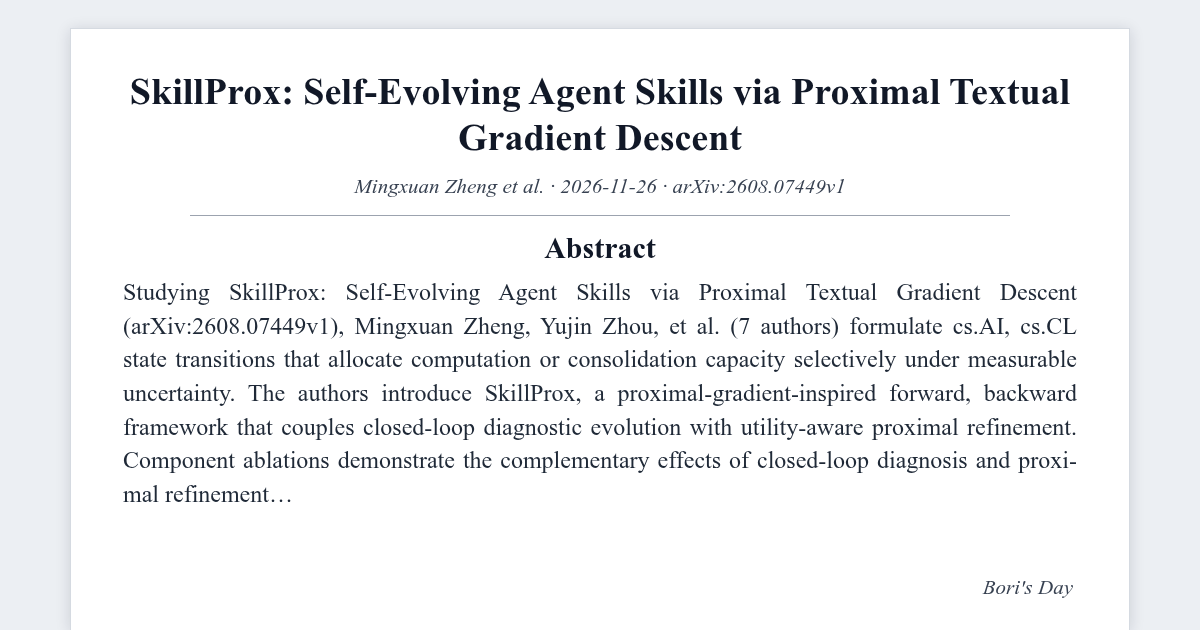 SkillProx: Self-Evolving Agent Skills via Proximal Textual
Gradient Descent
Mingxuan Zheng et al. · 2026-11-26 · arXiv:2608.07449v1
Abstract
Studying SkillProx: Self-Evolving Agent Skills via Proximal Textual Gradient Descent
(arXiv:2608.07449v1), Mingxuan Zheng, Yujin Zhou, et al. (7 authors) formulate cs.AI, cs.CL
state transitions that allocate computation or consolidation capacity selectively under measurable
uncertainty. The authors introduce SkillProx, a proximal-gradient-inspired forward, backward
framework that couples closed-loop diagnostic evolution with utility-aware proximal refinement.
Component ablations demonstrate the complementary effects of closed-loop diagnosis and proxi-
mal refinement…
Bori's Day